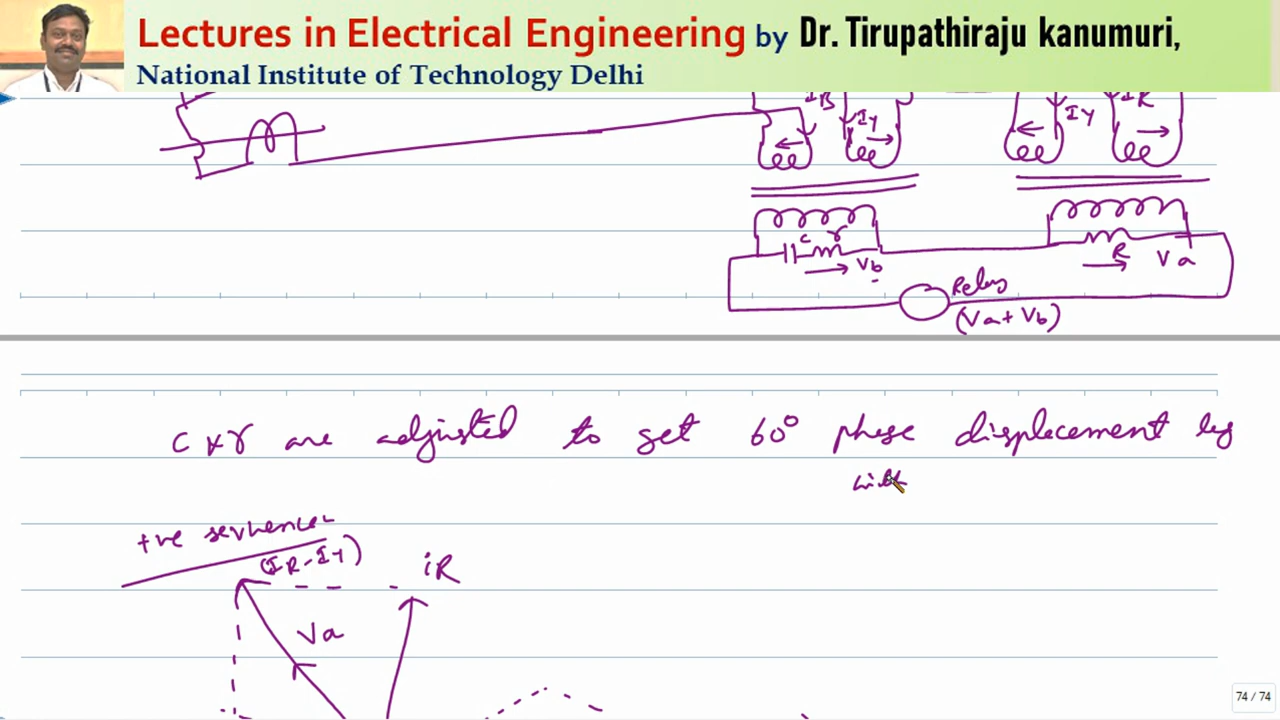 Lectures in Electrical Engineering by Dr. Tirupathiraju kanumuri,
National Institute of Technology Delhi
IB IY IY IR
C r Vb R Va
Relay
(Va + Vb)
C & r are adjusted to get 60° phase displacement lag
with
+ve sequence
(IR-IY) iR
Va
74 / 74